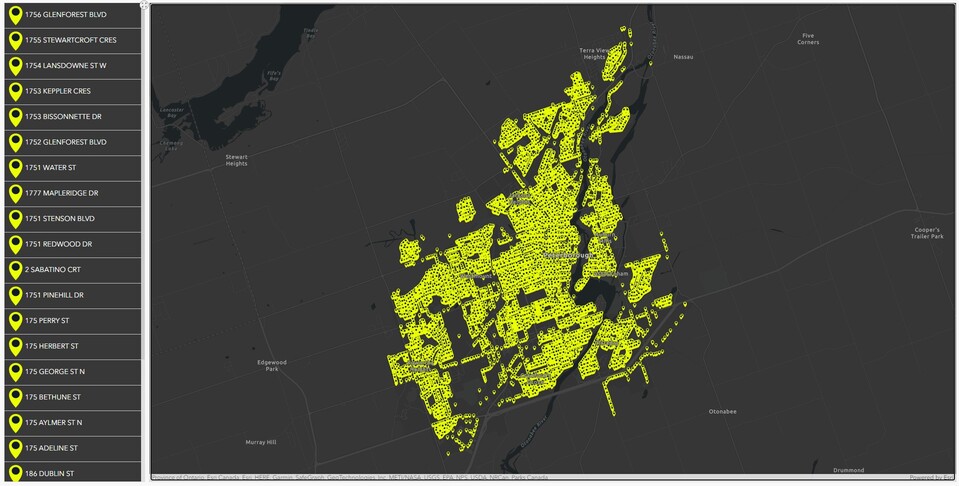 1756 GLENFOREST BLVD
1755 STEWARTCROFT CRES
1754 LANSDOWNE ST W
1753 KEPPLER CRES
1753 BISSONNETTE DR
1752 GLENFOREST BLVD
1751 WATER ST
1777 MAPLERIDGE DR
1751 STENSON BLVD
1751 REDWOOD DR
2 SABATINO CRT
1751 PINEHILL DR
175 PERRY ST
175 HERBERT ST
175 GEORGE ST N
175 BETHUNE ST
175 AYLMER ST N
175 ADELINE ST
186 DUBLIN ST
Five
Corners
Terra View
Heights
Nassau
Fife's
Bay
Stewart
Heights
Cooper's
Trailer Park
Peterborough
Edgewood
Park
Otonabee
Murray Hill
Drummond
Province of Ontario, Esri Canada, Esri, HERE, Garmin, SafeGraph, GeoTechnologies, Inc, METI/NASA, USGS, EPA, NPS, USDA, NRCan, Parks Canada
Powered by Esri